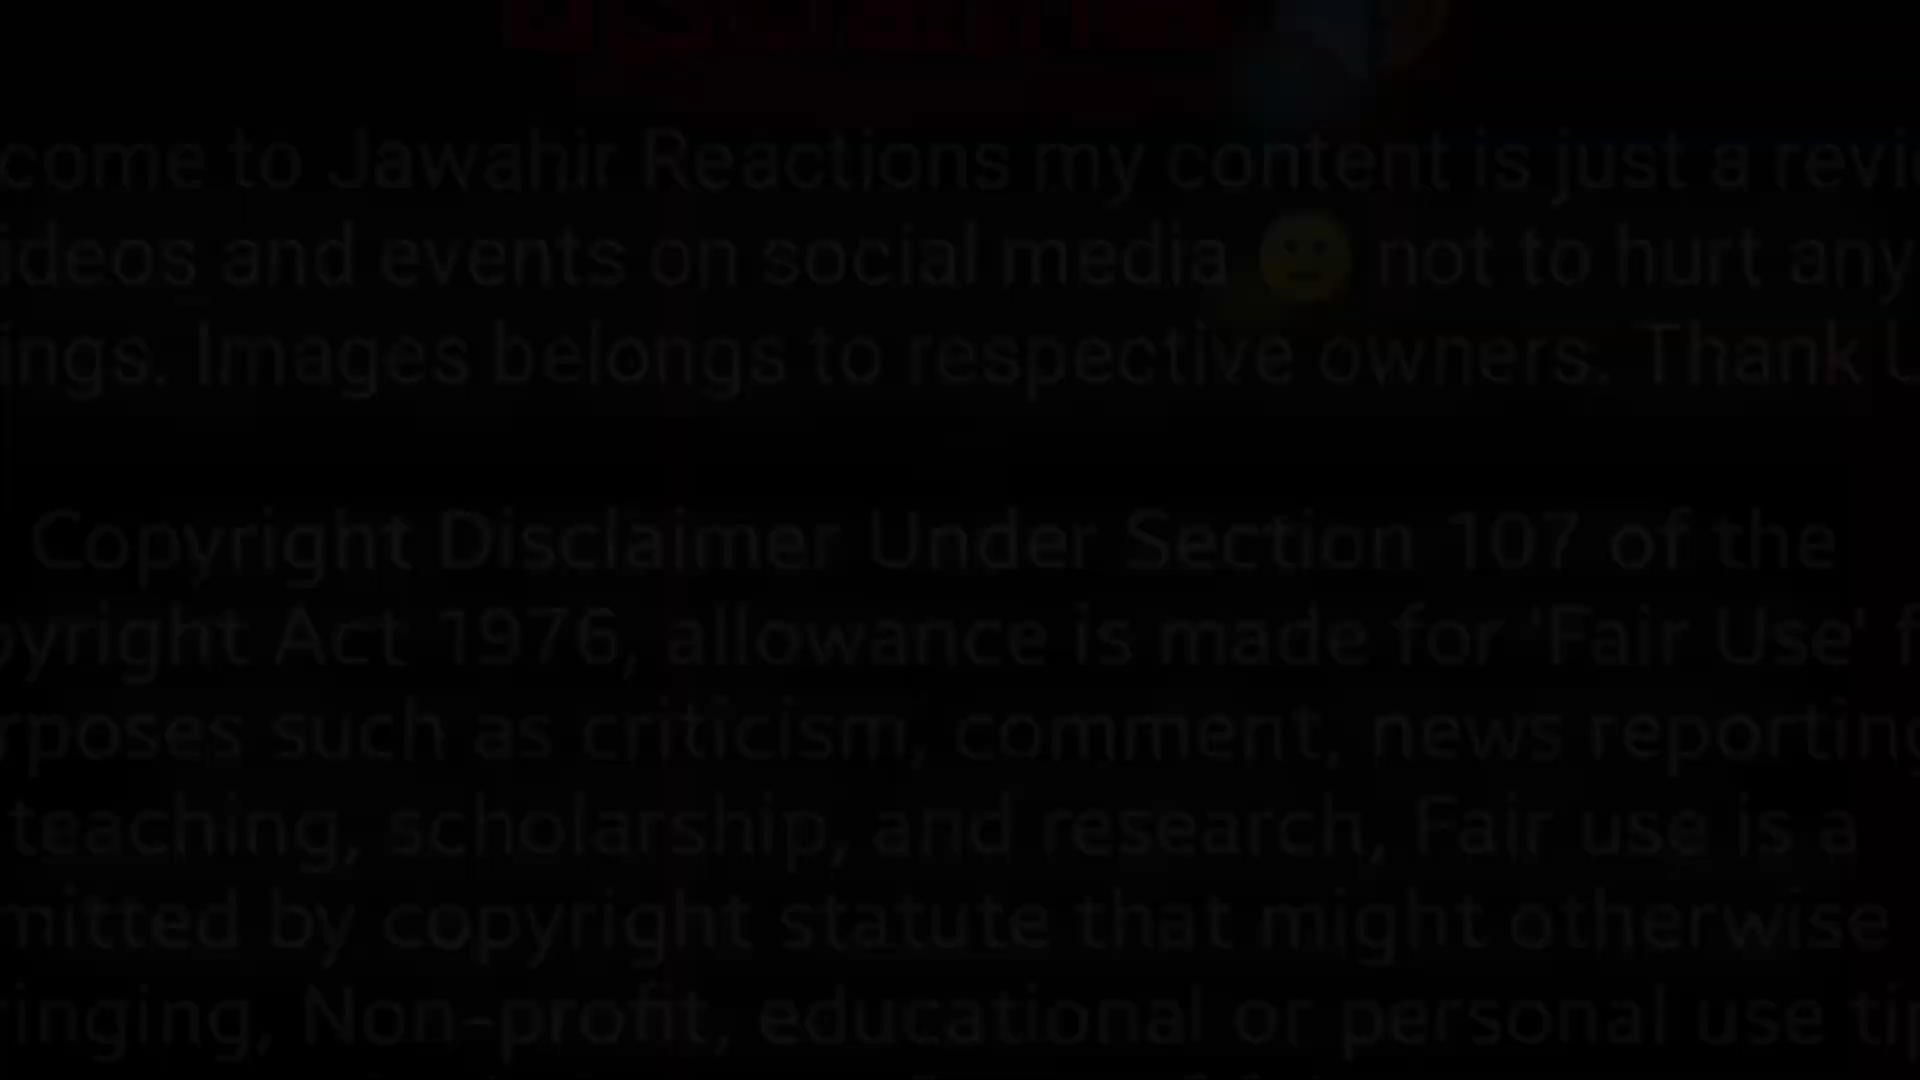 come to Jawahir Reactions my content is just a revie
ideos and events on social media 😐 not to hurt any
ings. Images belongs to respective owners. Thank U
Copyright Disclaimer Under Section 107 of the
pyright Act 1976, allowance is made for 'Fair Use' f
rposes such as criticism, comment, news reporting
teaching, scholarship, and research, Fair use is a
mitted by copyright statute that might otherwise
ringing, Non-profit, educational or personal use tip